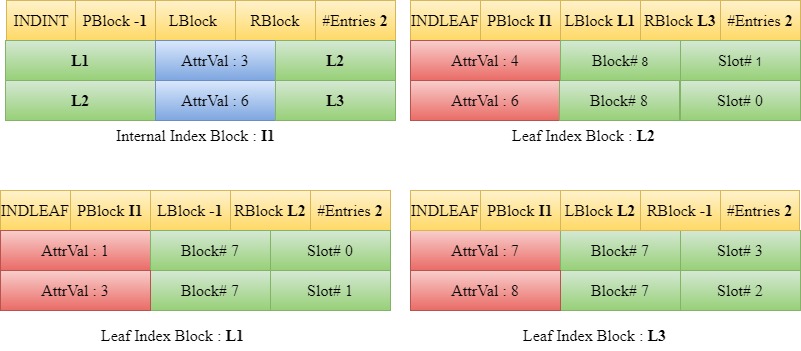 INDINT PBlock -1 LBlock RBlock #Entries 2
L1 AttrVal : 3 L2
L2 AttrVal : 6 L3
Internal Index Block : I1
INDLEAF PBlock I1 LBlock L1 RBlock L3 #Entries 2
AttrVal : 4 Block# 8 Slot# 1
AttrVal : 6 Block# 8 Slot# 0
Leaf Index Block : L2
INDLEAF PBlock I1 LBlock -1 RBlock L2 #Entries 2
AttrVal : 1 Block# 7 Slot# 0
AttrVal : 3 Block# 7 Slot# 1
Leaf Index Block : L1
INDLEAF PBlock I1 LBlock L2 RBlock -1 #Entries 2
AttrVal : 7 Block# 7 Slot# 3
AttrVal : 8 Block# 7 Slot# 2
Leaf Index Block : L3